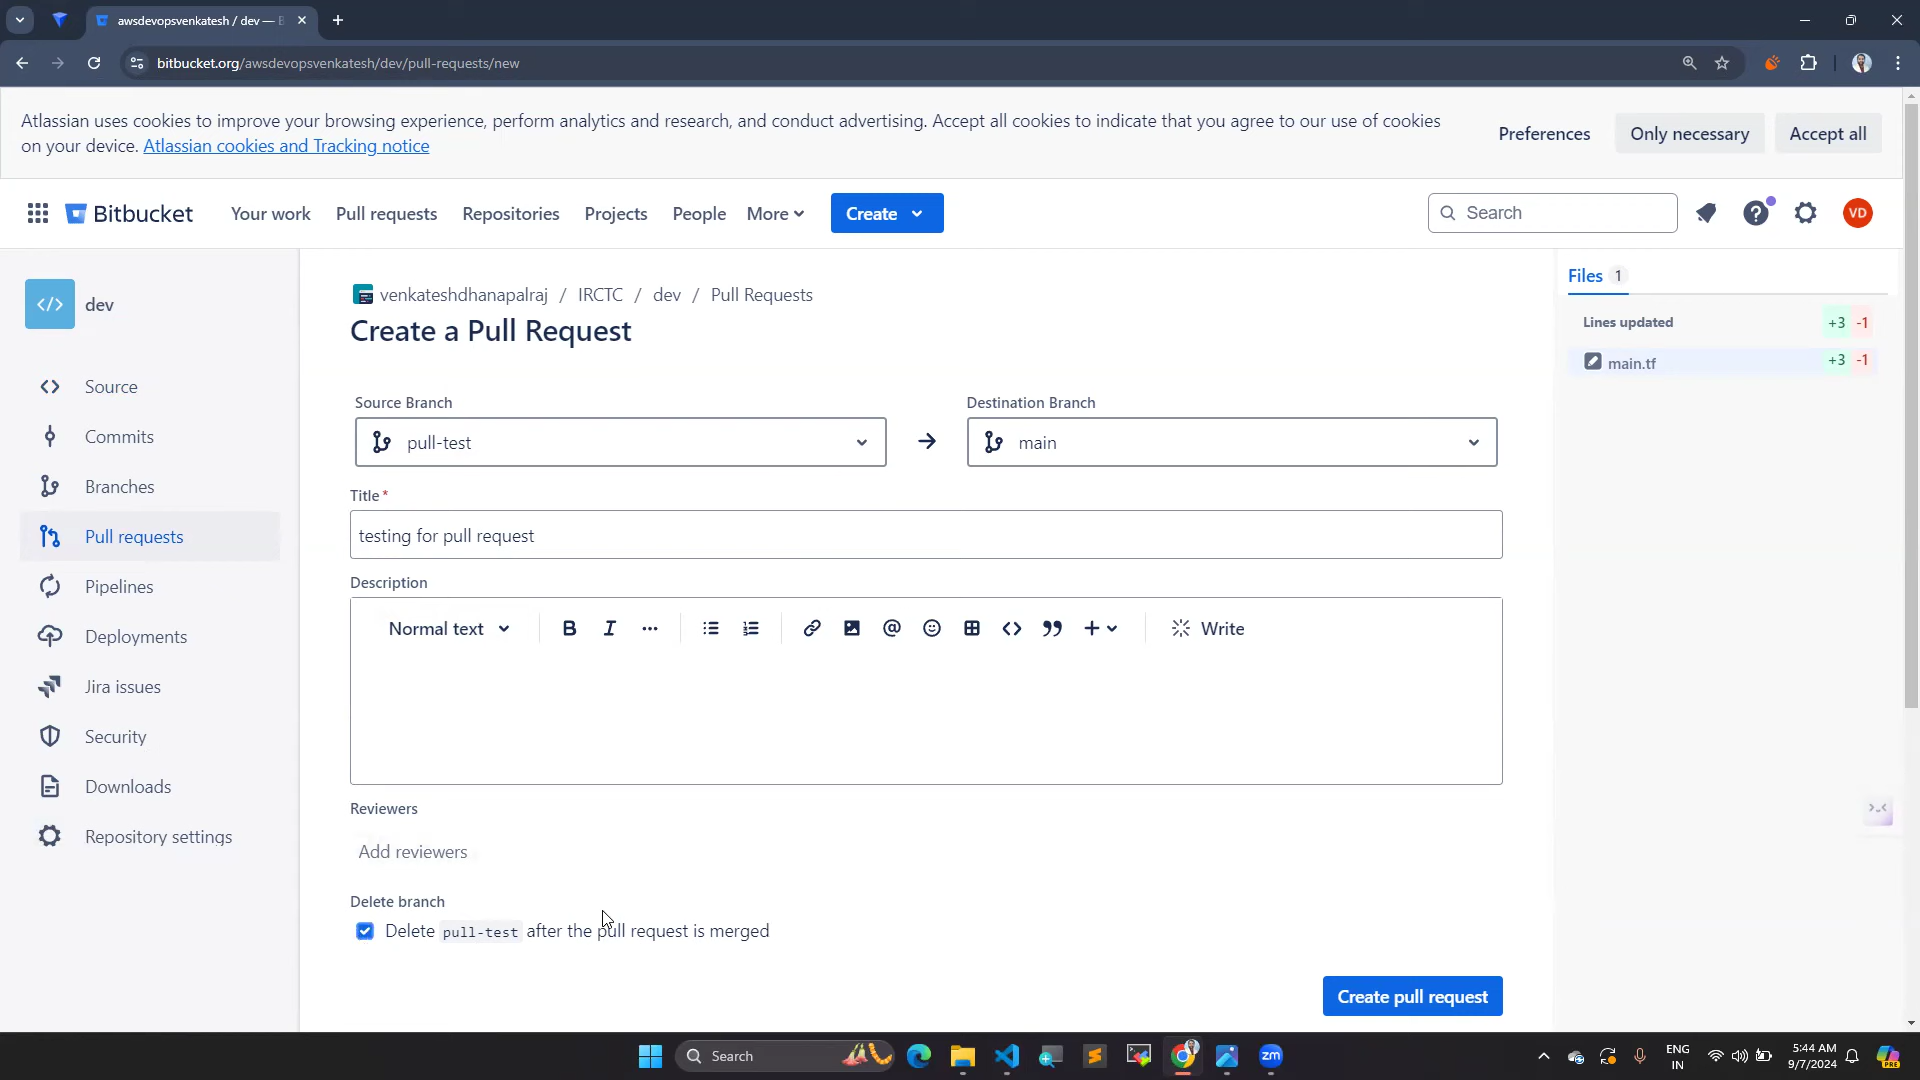 awsdevopsvenkatesh / dev — B
bitbucket.org/awsdevopsvenkatesh/dev/pull-requests/new
Atlassian uses cookies to improve your browsing experience, perform analytics and research, and conduct advertising. Accept all cookies to indicate that you agree to our use of cookies
on your device. Atlassian cookies and Tracking notice
Preferences
Only necessary
Accept all
Bitbucket
Your work
Pull requests
Repositories
Projects
People
More
Create
Search
VD
dev
Source
Commits
Branches
Pull requests
Pipelines
Deployments
Jira issues
Security
Downloads
Repository settings
venkateshdhanapalraj / IRCTC / dev / Pull Requests
Create a Pull Request
Source Branch
pull-test
Destination Branch
main
Title *
testing for pull request
Description
Normal text
Write
Reviewers
Add reviewers
Delete branch
Delete pull-test after the pull request is merged
Create pull request
Files 1
Lines updated +3 -1
main.tf +3 -1
Search
zm
ENG
IN
5:44 AM
9/7/2024
PRE